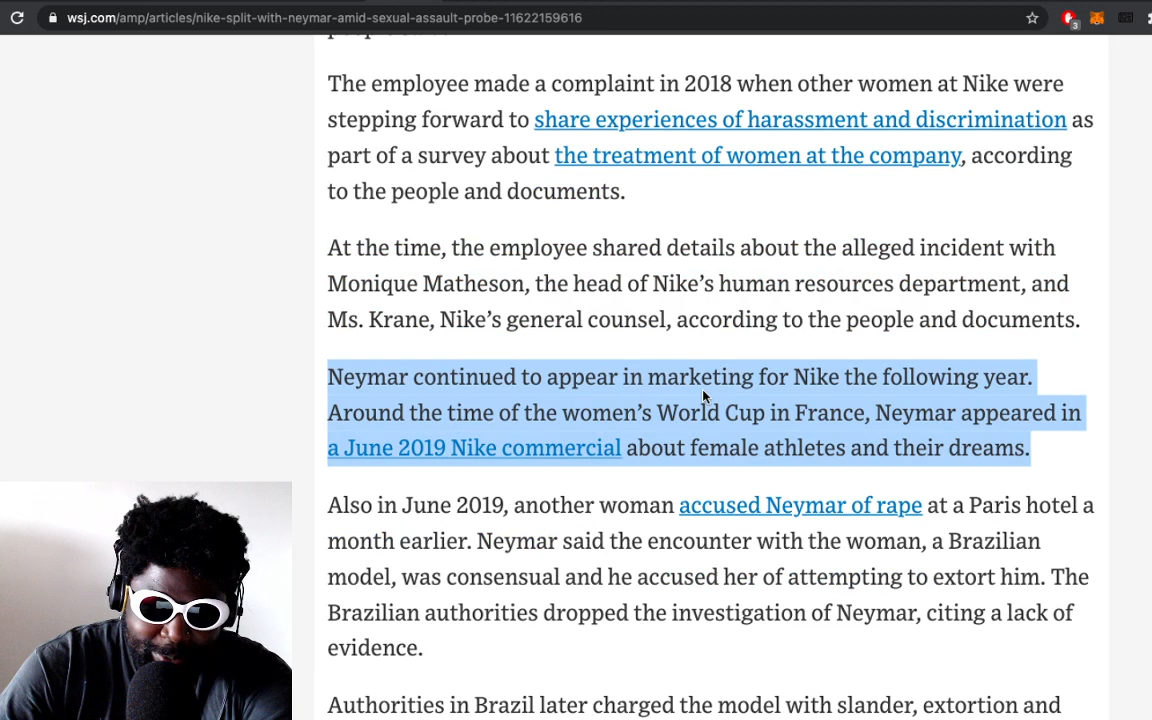 wsj.com/amp/articles/nike-split-with-neymar-amid-sexual-assault-probe-11622159616
3
The employee made a complaint in 2018 when other women at Nike were
stepping forward to share experiences of harassment and discrimination as
part of a survey about the treatment of women at the company, according
to the people and documents.
At the time, the employee shared details about the alleged incident with
Monique Matheson, the head of Nike’s human resources department, and
Ms. Krane, Nike’s general counsel, according to the people and documents.
Neymar continued to appear in marketing for Nike the following year.
Around the time of the women’s World Cup in France, Neymar appeared in
a June 2019 Nike commercial about female athletes and their dreams.
Also in June 2019, another woman accused Neymar of rape at a Paris hotel a
month earlier. Neymar said the encounter with the woman, a Brazilian
model, was consensual and he accused her of attempting to extort him. The
Brazilian authorities dropped the investigation of Neymar, citing a lack of
evidence.
Authorities in Brazil later charged the model with slander, extortion and